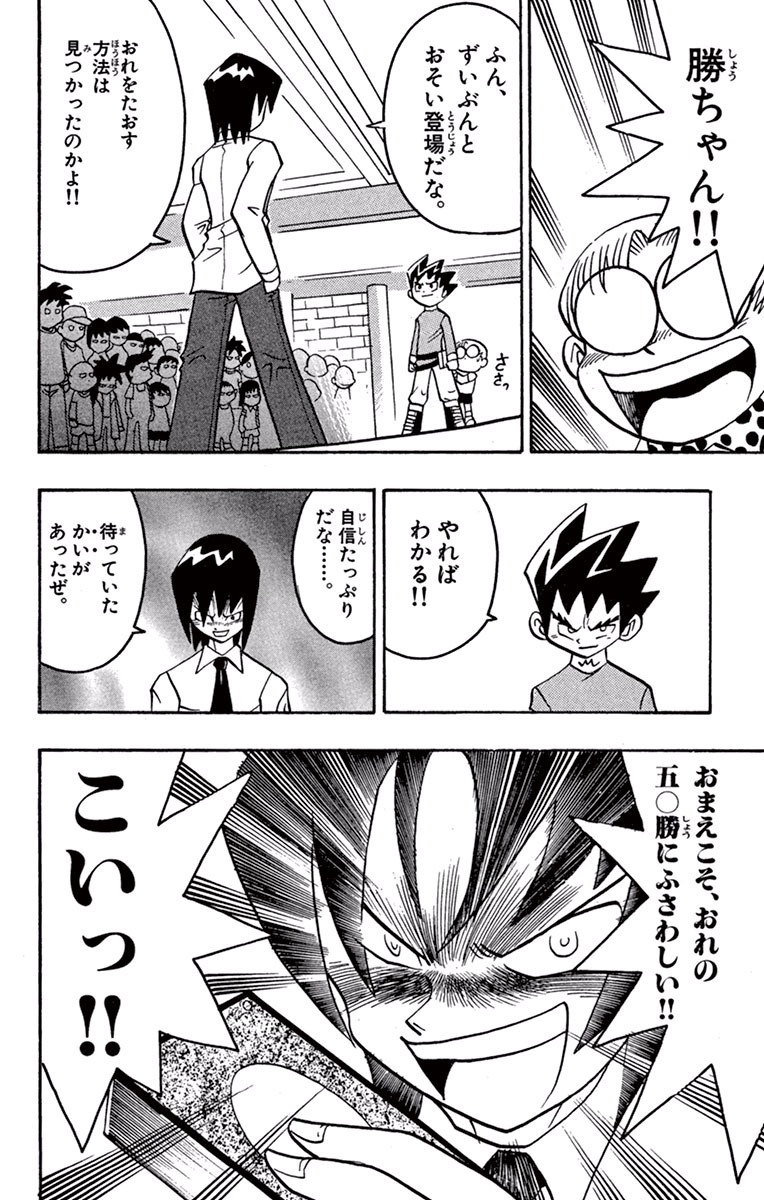 勝ちゃん!!
ふん、
ずいぶんと
おそい登場だな。
おれをたおす
方法は
見つかったのかよ!!
ささっ
やれば
わかる!!
自信たっぷり
だな……。
待っていた
かいが
あったぜ。
おまえこそ、おれの
五〇勝にふさわしい!!
こいっ!!